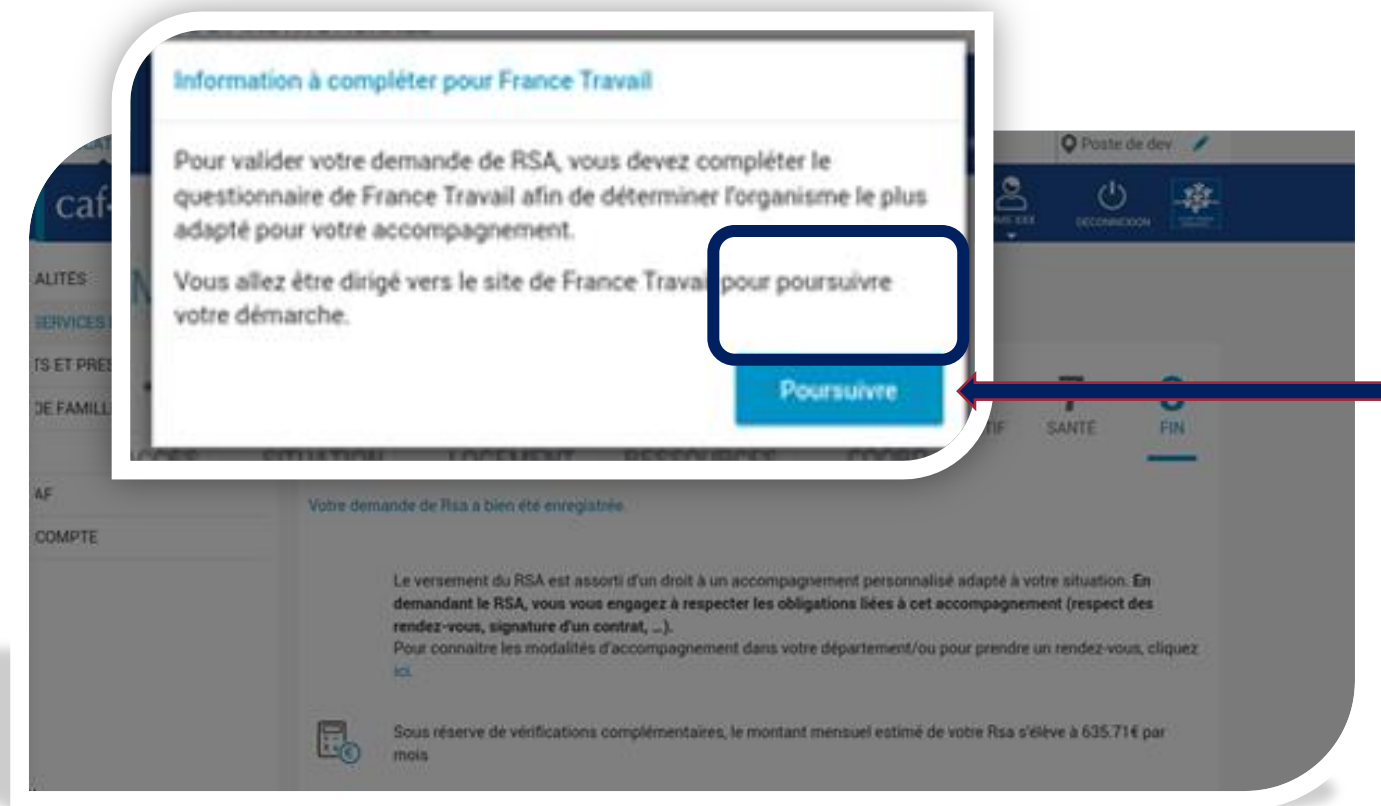 Information à compléter pour France Travail
Pour valider votre demande de RSA, vous devez compléter le
questionnaire de France Travail afin de déterminer l'organisme le plus
adapté pour votre accompagnement.
Vous allez être dirigé vers le site de France Travail pour poursuivre
votre démarche.
Poursuivre
Poste de dev
caf
DECONNEXION
ALITÉS
SERVICES
TS ET PRES
DE FAMILL
AF
COMPTE
7
SANTÉ
FIN
SITUATION
LOGEMENT
RESSOURCES
Votre demande de Rsa a bien été enregistrée.
Le versement du RSA est assorti d'un droit à un accompagnement personnalisé adapté à votre situation. En
demandant le RSA, vous vous engagez à respecter les obligations liées à cet accompagnement (respect des
rendez-vous, signature d'un contrat, ...).
Pour connaitre les modalités d'accompagnement dans votre département/ou pour prendre un rendez-vous, cliquez
ici.
Sous réserve de vérifications complémentaires, le montant mensuel estimé de votre Rsa s'élève à 635.71€ par
mois